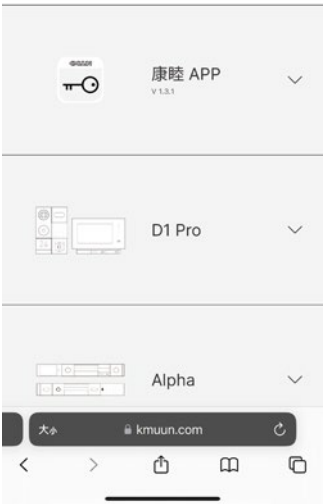 康睦 APP
V 1.3.1
D1 Pro
Alpha
大小
kmuun.com